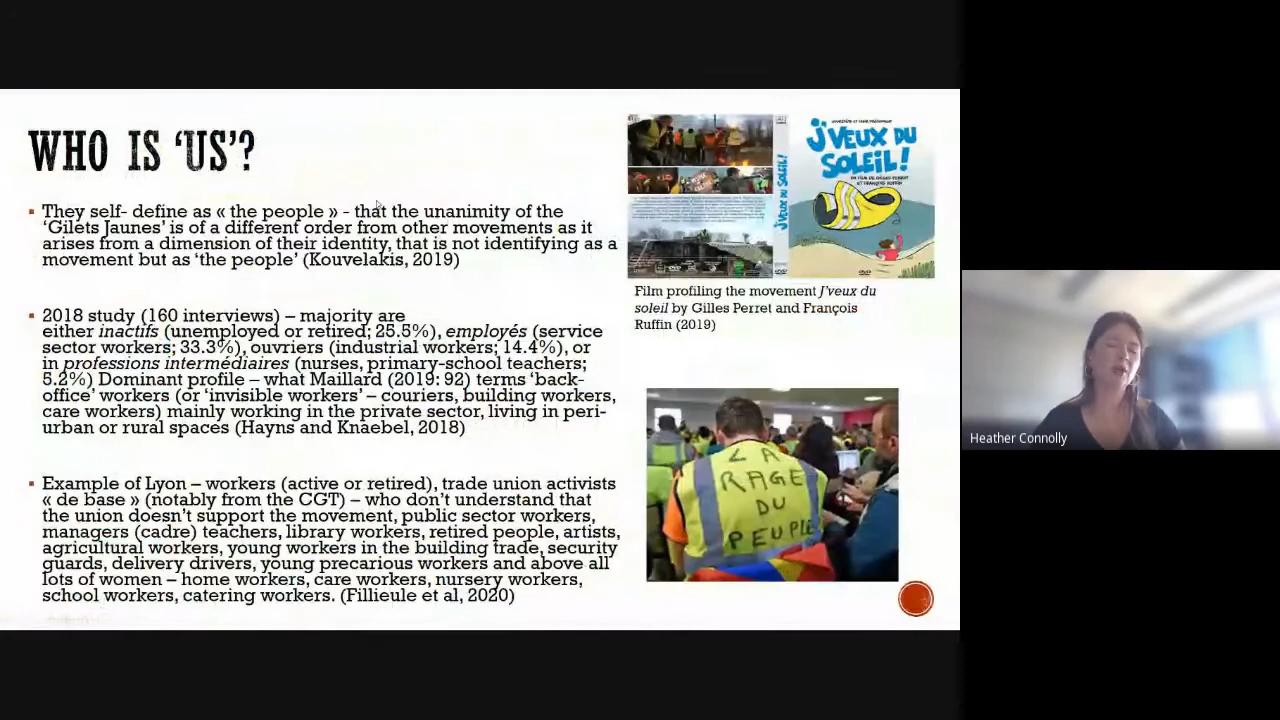 WHO IS ‘US’?
They self- define as « the people » - that the humaninty of the
‘Gilets Jaunes’ is of a different order from other movements as it
arises from a dimension of their identity, that is not identifying as a
movement but as ‘the people’ (Kouvelakis, 2019)
2018 study (160 interviews) – majority are
either inactifs (unemployed or retired; 25.5%), employés (service
sector workers; 33.3%), ouvriers (industrial workers; 14.4%), or
in professions intermédiaires (nurses, primary-school teachers;
5.2%) Dominant profile – what Maillard (2019: 92) terms ‘back-
office’ workers (or ‘invisible workers’ – couriers, building workers,
care workers) mainly working in the private sector, living in peri-
urban or rural spaces (Hayns and Knaebel, 2018)
Example of Lyon – workers (active or retired), trade union activists
« de base » (notably from the CGT) – who don’t understand that
the union doesn’t support the movement, public sector workers,
managers (cadre) teachers, library workers, retired people, artists,
agricultural workers, young workers in the building trade, security
guards, delivery drivers, young precarious workers and above all
lots of women – home workers, care workers, nursery workers,
school workers, catering workers. (Fillieule et al, 2020)
J'VEUX DU SOLEIL!
J'VEUX DU
SOLEIL!
UN FILM DE GILLES PERRET
ET FRANÇOIS RUFFIN
Film profiling the movement J’veux du
soleil by Gilles Perret and François
Ruffin (2019)
LA
RAGE
DU
PEUPLE
Heather Connolly